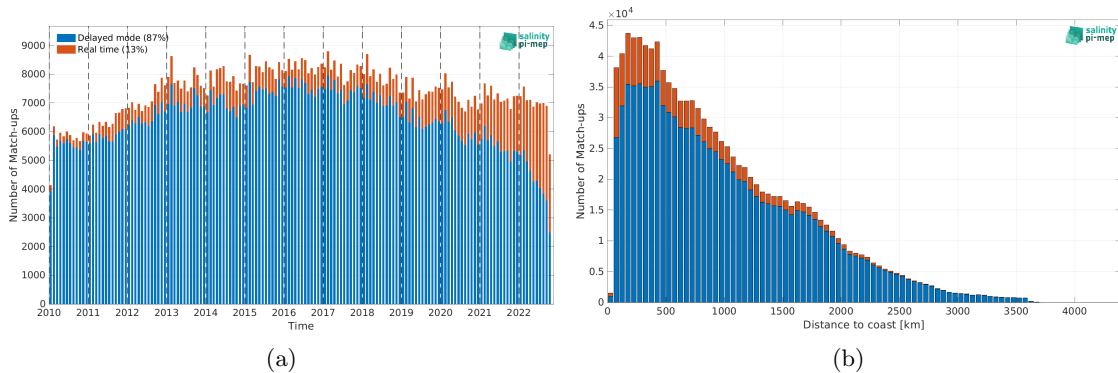 Delayed mode (87%)
Real time (13%)
salinity
pi-mep
Number of Match-ups
9000
8000
7000
6000
5000
4000
3000
2000
1000
0
2010 2011 2012 2013 2014 2015 2016 2017 2018 2019 2020 2021 2022
Time
(a)
×10⁴
salinity
pi-mep
Number of Match-ups
4.5
4
3.5
3
2.5
2
1.5
1
0.5
0
0 500 1000 1500 2000 2500 3000 3500 4000
Distance to coast [km]
(b)